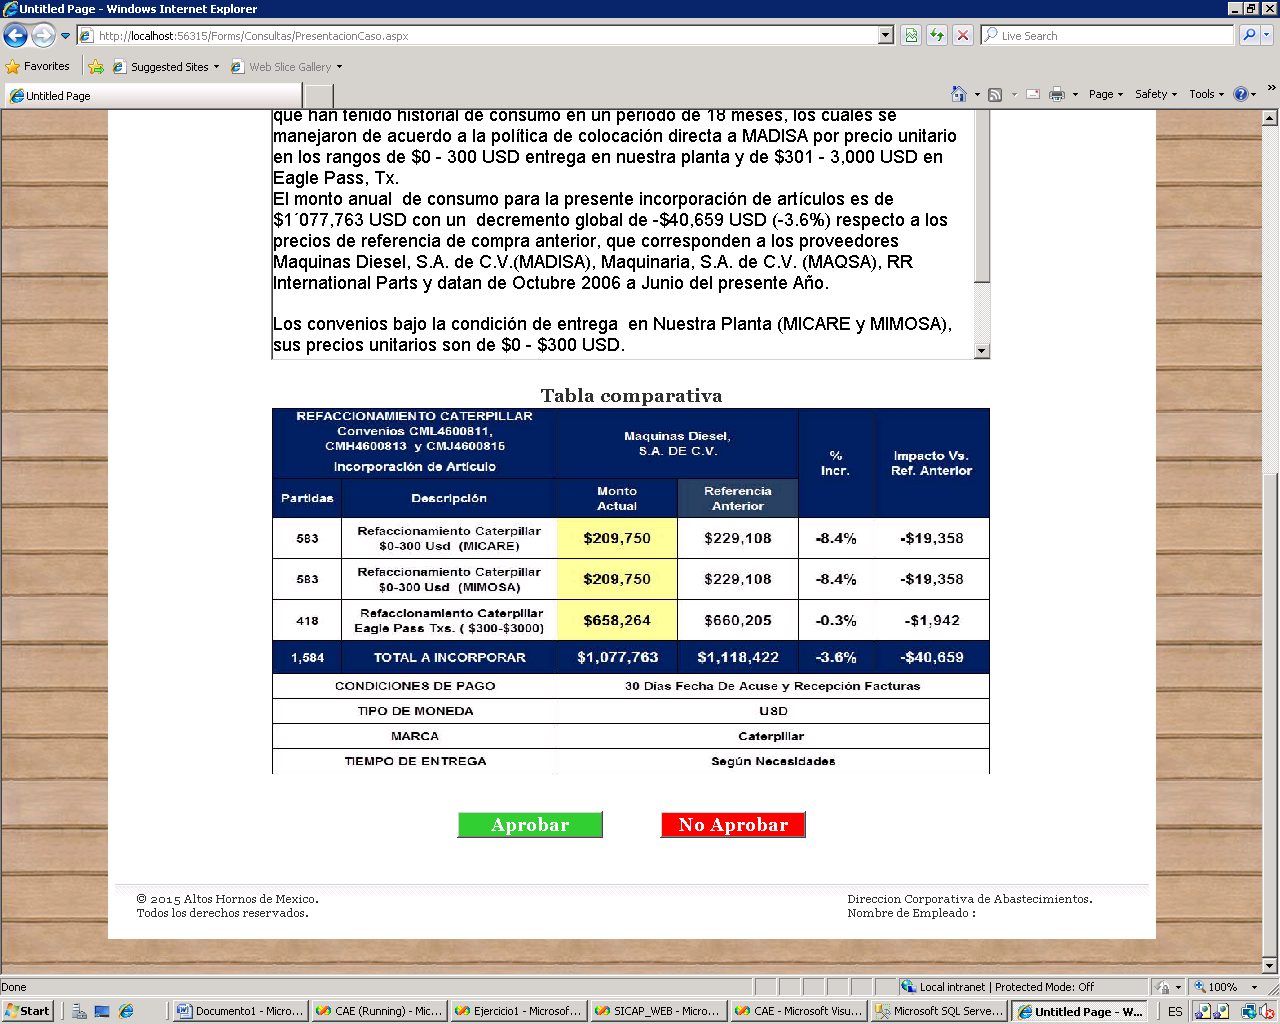 Untitled Page - Windows Internet Explorer
http://localhost:56315/Forms/Consultas/PresentacionCaso.aspx
Live Search
Favorites
Suggested Sites
Web Slice Gallery
Untitled Page
Page
Safety
Tools
que han tenido historial de consumo en un periodo de 18 meses, los cuales se
manejaron de acuerdo a la política de colocación directa a MADISA por precio unitario
en los rangos de $0 - 300 USD entrega en nuestra planta y de $301 - 3,000 USD en
Eagle Pass, Tx.
El monto anual  de consumo para la presente incorporación de artículos es de
$1´077,763 USD con un  decremento global de -$40,659 USD (-3.6%) respecto a los
precios de referencia de compra anterior, que corresponden a los proveedores
Maquinas Diesel, S.A. de C.V.(MADISA), Maquinaria, S.A. de C.V. (MAQSA), RR
International Parts y datan de Octubre 2006 a Junio del presente Año.
Los convenios bajo la condición de entrega  en Nuestra Planta (MICARE y MIMOSA),
sus precios unitarios son de $0 - $300 USD.
Tabla comparativa
REFACCIONAMIENTO CATERPILLAR
Convenios CML4600811,
CMH4600813  y CMJ4600815
Incorporación de Artículo
Maquinas Diesel,
S.A. DE C.V.
%
Incr.
Impacto Vs.
Ref. Anterior
Partidas
Descripción
Monto
Actual
Referencia
Anterior
583
Refaccionamiento Caterpillar
$0-300 Usd  (MICARE)
$209,750
$229,108
-8.4%
-$19,358
583
Refaccionamiento Caterpillar
$0-300 Usd  (MIMOSA)
$209,750
$229,108
-8.4%
-$19,358
418
Refaccionamiento Caterpillar
Eagle Pass Txs. ( $300-$3000)
$658,264
$660,205
-0.3%
-$1,942
1,584
TOTAL A INCORPORAR
$1,077,763
$1,118,422
-3.6%
-$40,659
CONDICIONES DE PAGO
30 Días Fecha De Acuse y Recepción Facturas
TIPO DE MONEDA
USD
MARCA
Caterpillar
TIEMPO DE ENTREGA
Según Necesidades
Aprobar
No Aprobar
© 2015 Altos Hornos de Mexico.
Todos los derechos reservados.
Direccion Corporativa de Abastecimientos.
Nombre de Empleado :
Done
Local intranet | Protected Mode: Off
100%
Start
Documento1 - Micro...
CAE (Running) - Mic...
Ejercicio1 - Microsof...
SICAP_WEB - Micro...
CAE - Microsoft Visu...
Microsoft SQL Serve...
Untitled Page - W...
ES